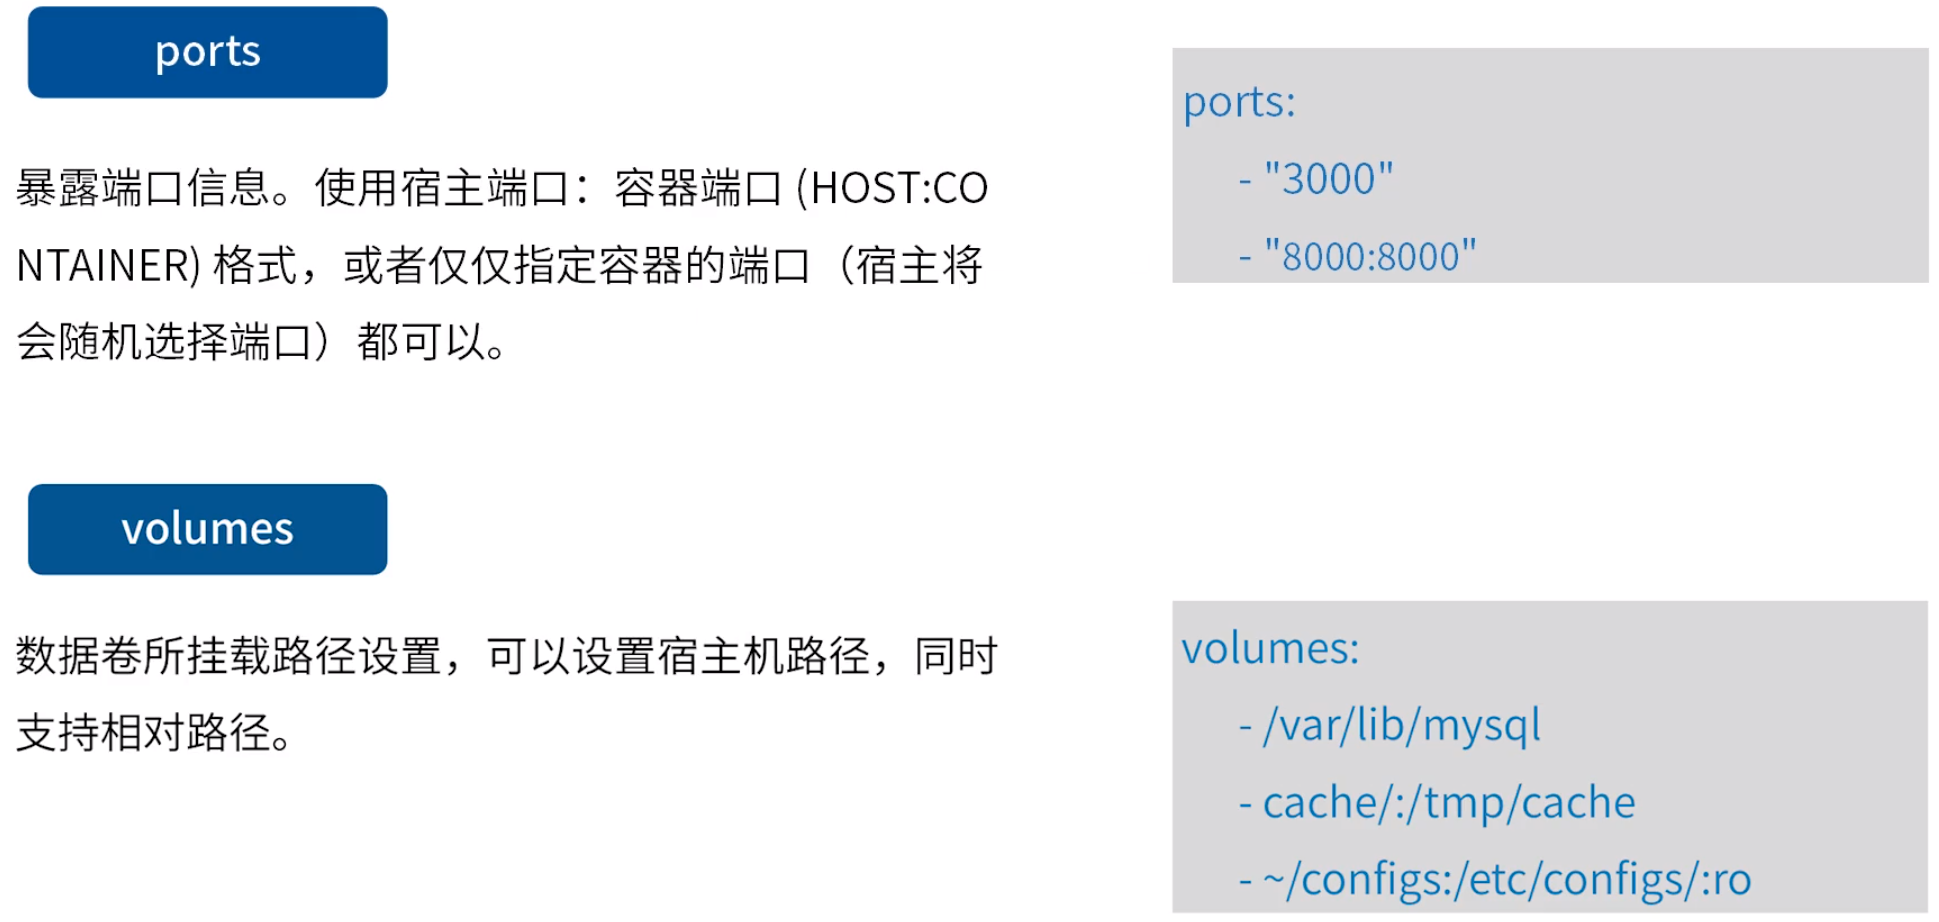 ports
暴露端口信息。使用宿主端口：容器端口 (HOST:CO
NTAINER) 格式，或者仅仅指定容器的端口（宿主将
会随机选择端口）都可以。
ports:
- "3000"
- "8000:8000"
volumes
数据卷所挂载路径设置，可以设置宿主机路径，同时
支持相对路径。
volumes:
- /var/lib/mysql
- cache/:/tmp/cache
- ~/configs:/etc/configs/:ro